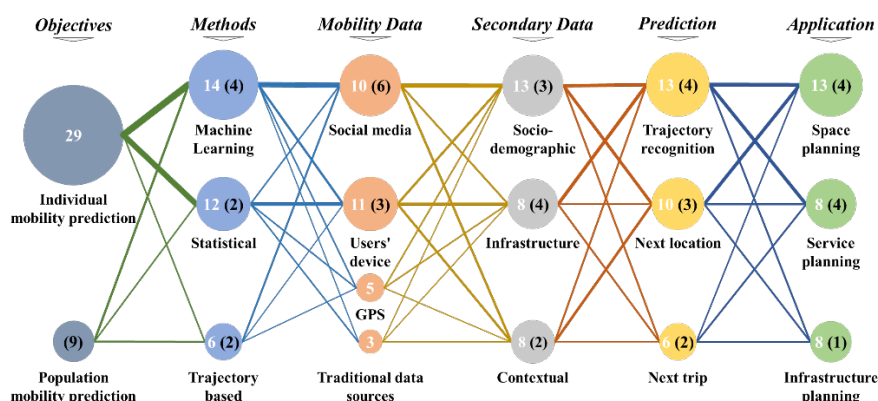 Objectives
Methods
Mobility Data
Secondary Data
Prediction
Application
29
14 (4)
10 (6)
13 (3)
13 (4)
13 (4)
Individual
mobility prediction
Machine
Learning
Social media
Socio-
demographic
Trajectory
recognition
Space
planning
12 (2)
11 (3)
8 (4)
10 (3)
8 (4)
Statistical
Users'
device
Infrastructure
Next location
Service
planning
5
GPS
(9)
6 (2)
3
8 (2)
6 (2)
8 (1)
Population
mobility prediction
Trajectory
based
Traditional data
sources
Contextual
Next trip
Infrastructure
planning